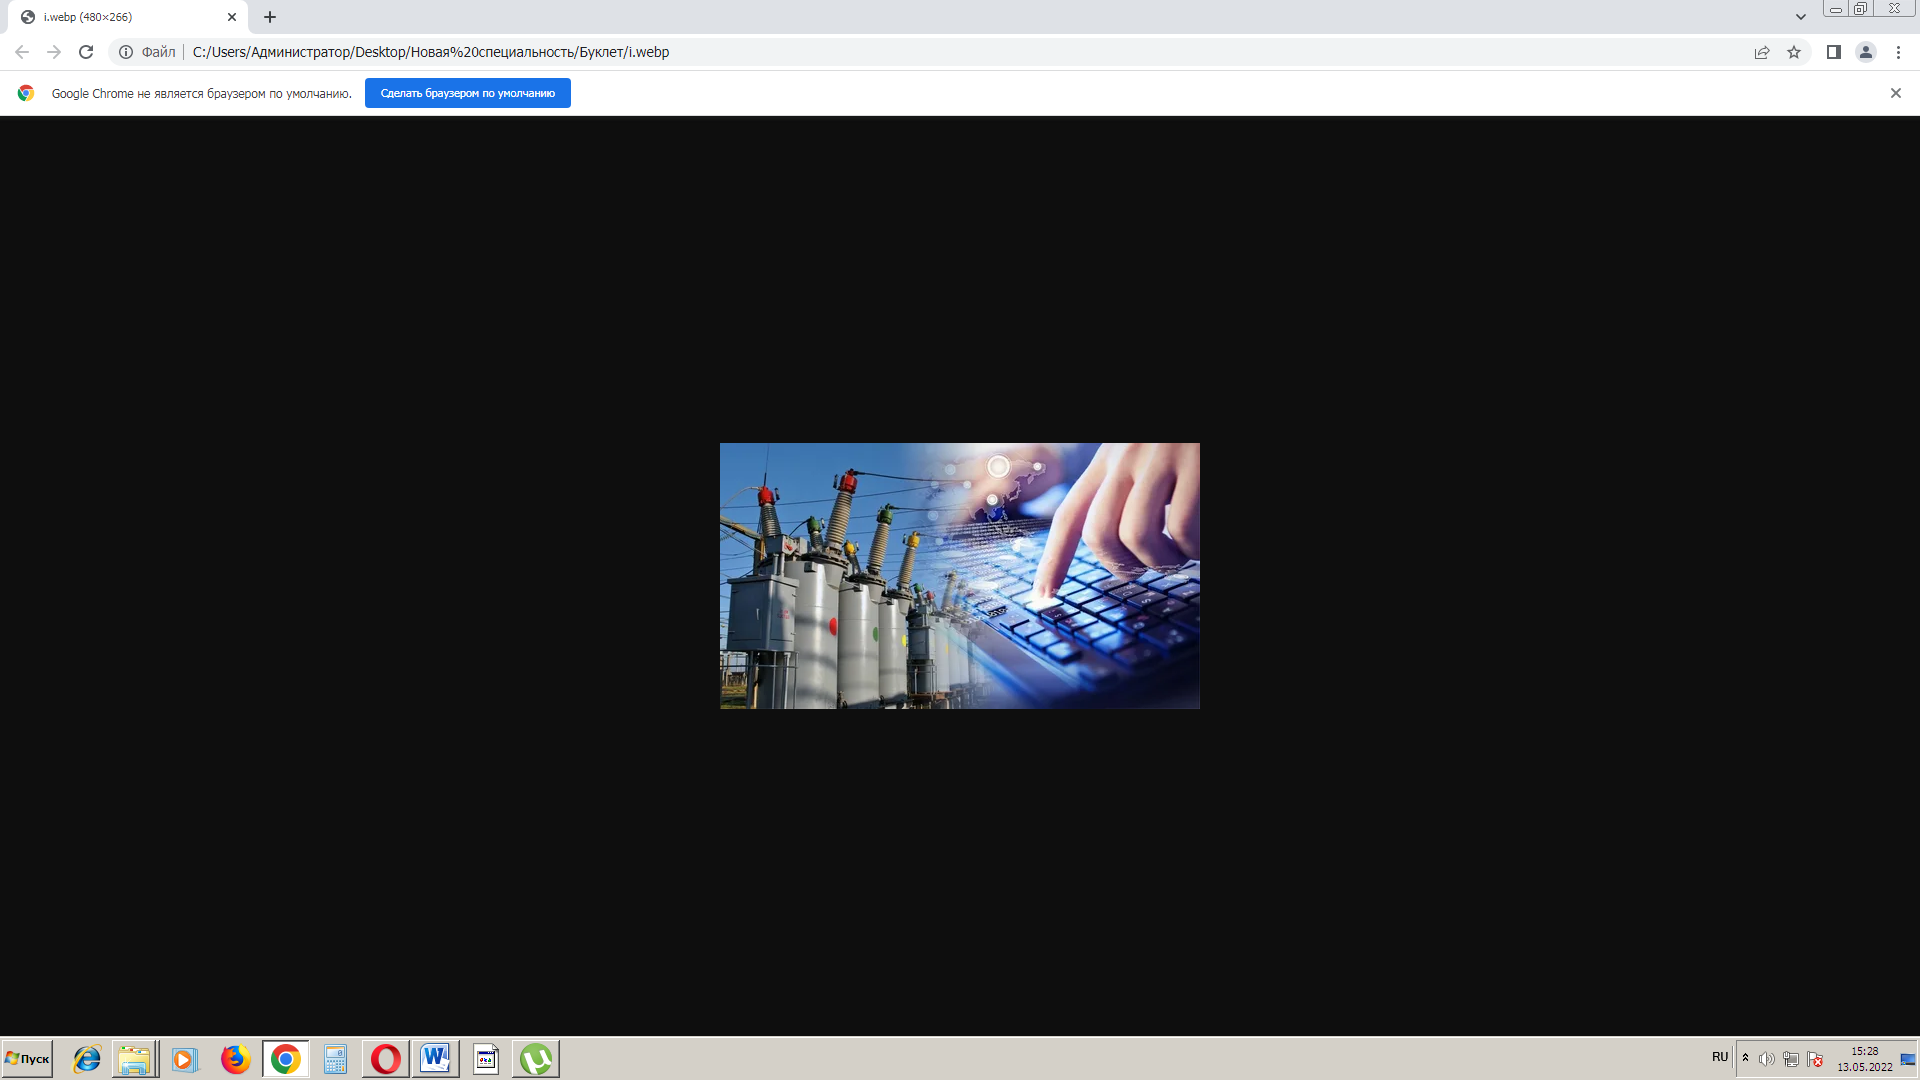 i.webp (480×266)
Файл
C:/Users/Администратор/Desktop/Новая%20специальность/Буклет/i.webp
Google Chrome не является браузером по умолчанию.
Сделать браузером по умолчанию
Пуск
RU
15:28
13.05.2022